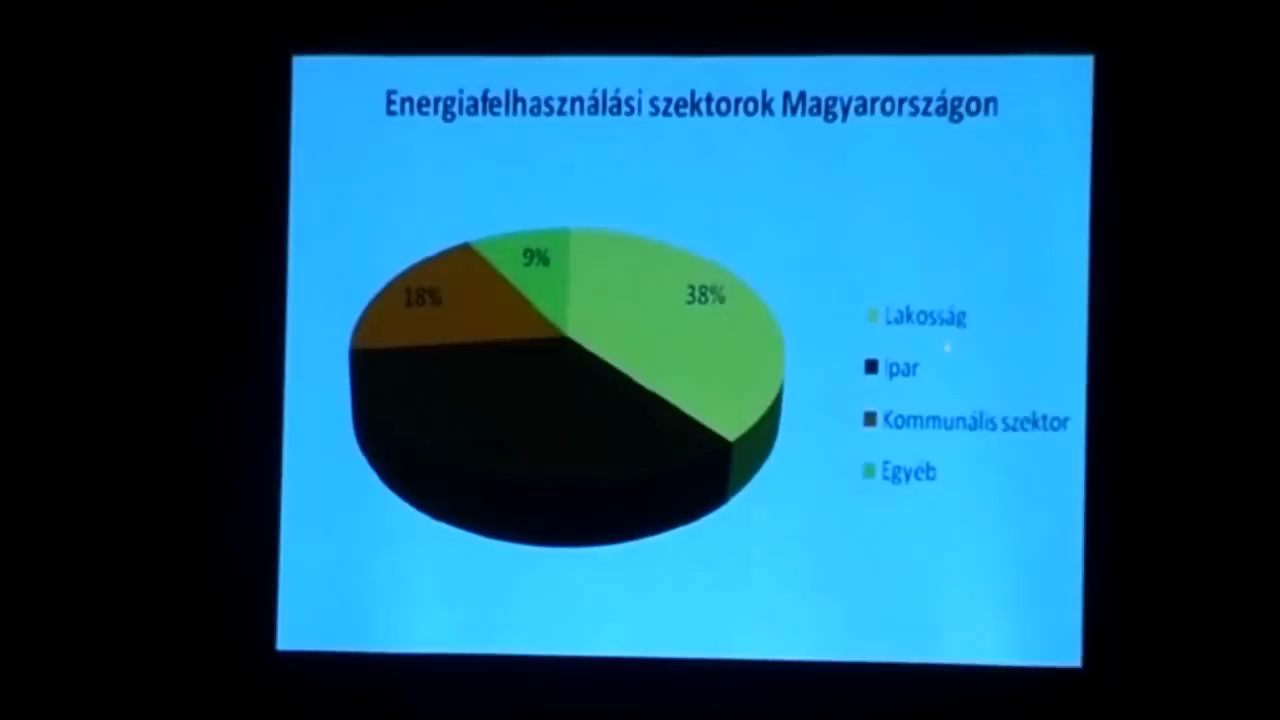 Energiafelhasználási szektorok Magyarországon
9%
18%
38%
Lakosság
Ipar
Kommunális szektor
Egyéb